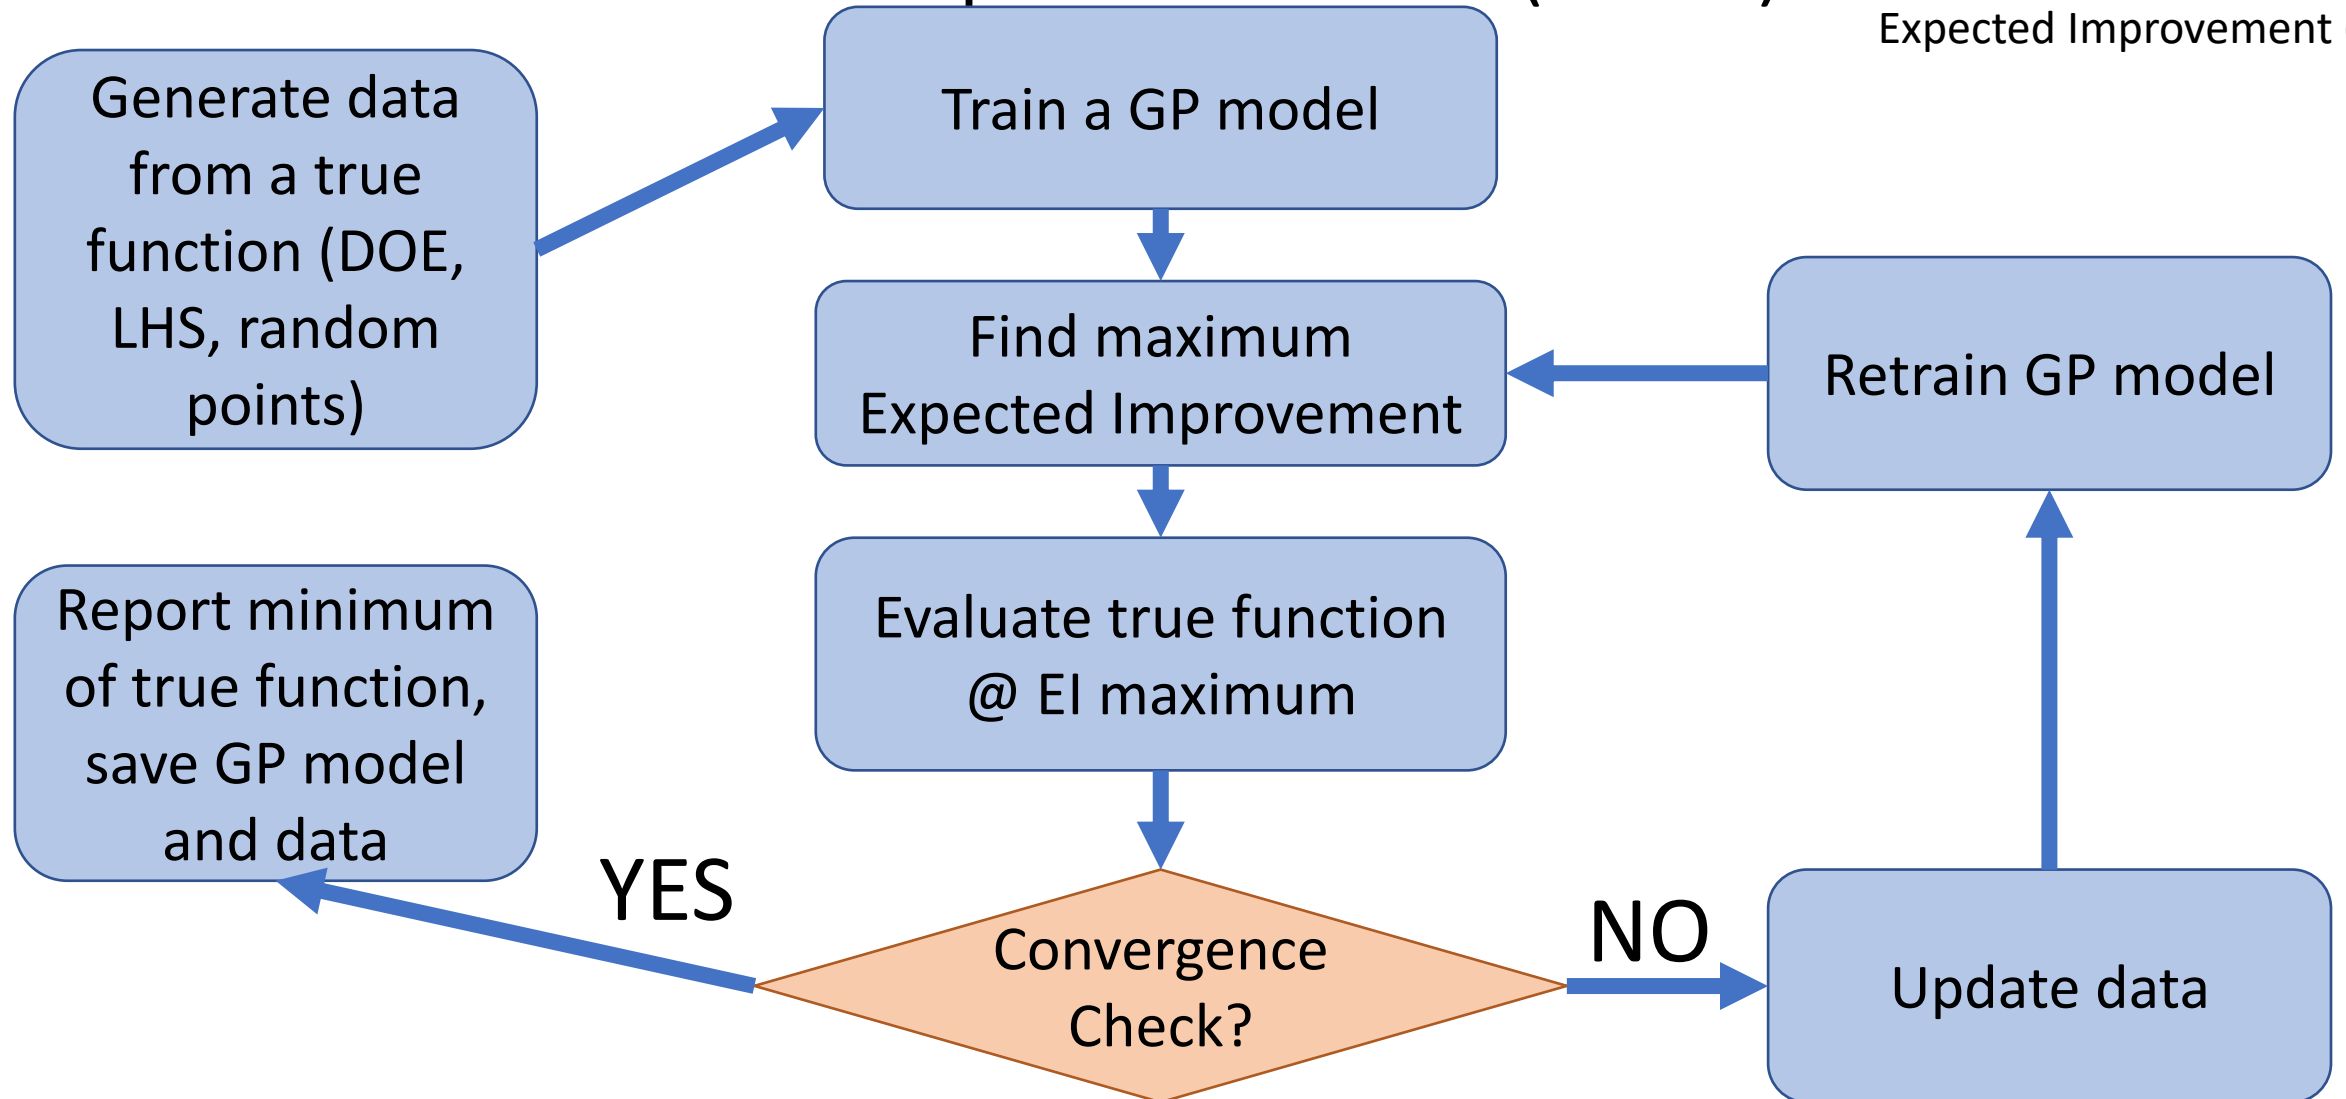 Expected Improvement
Generate data
from a true
function (DOE,
LHS, random
points)
Train a GP model
Find maximum
Expected Improvement
Retrain GP model
Evaluate true function
@ EI maximum
Report minimum
of true function,
save GP model
and data
YES
Convergence
Check?
NO
Update data